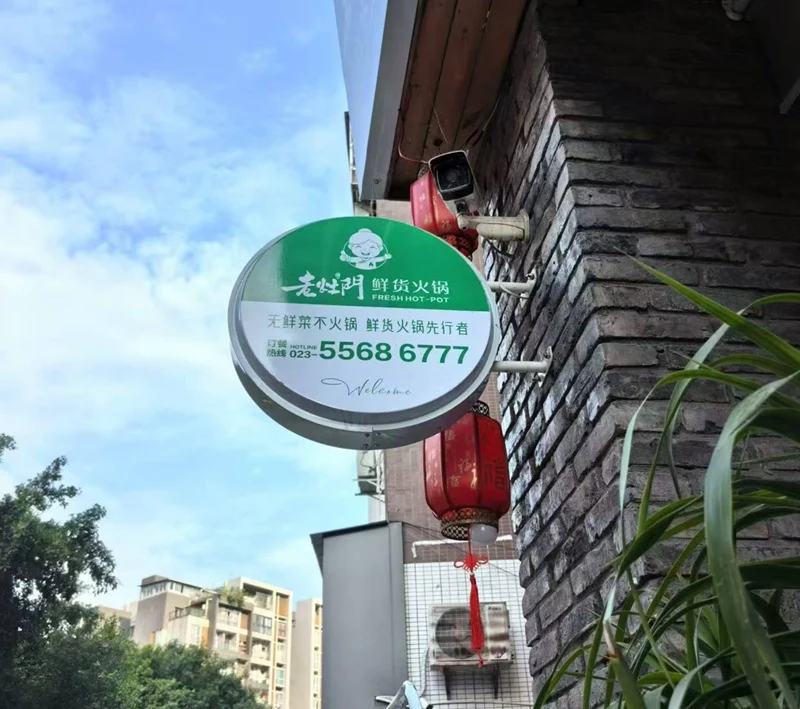 老灶門 鲜货火锅
FRESH HOT-POT
无鲜菜不火锅 鲜货火锅先行者
订餐热线 HOTLINE 023-5568 6777
Welcome
福